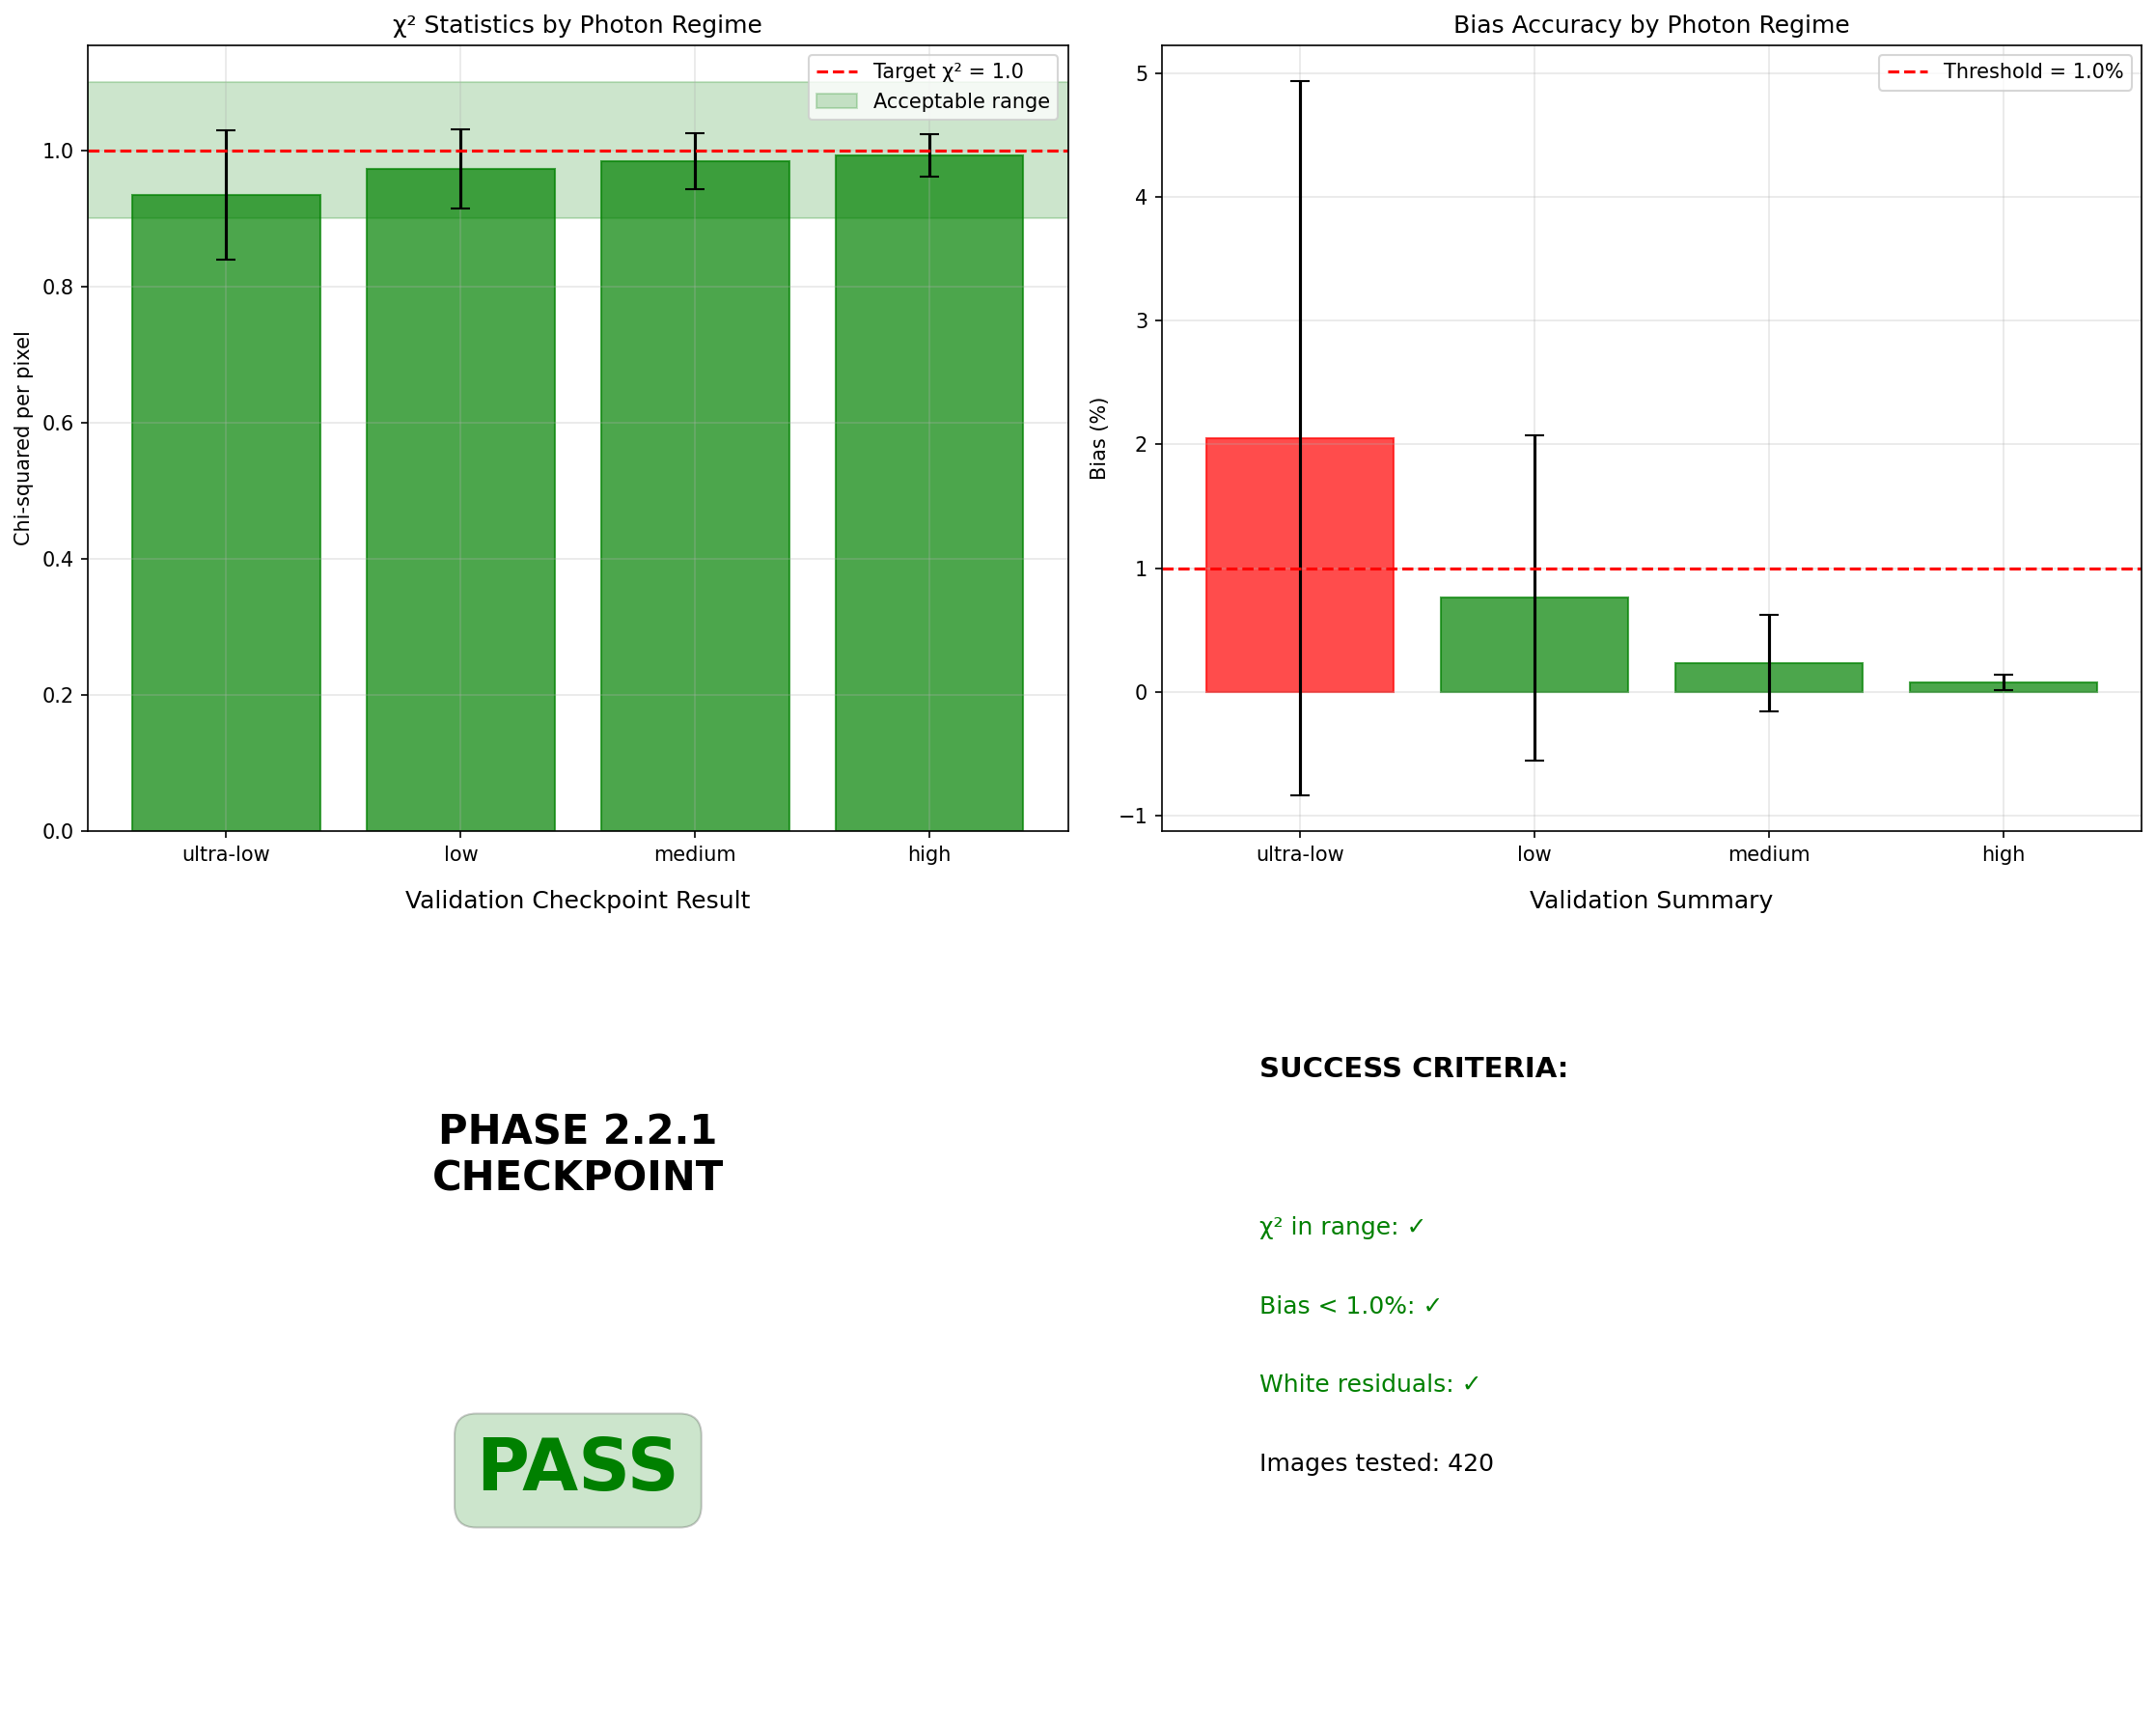 χ² Statistics by Photon Regime
Target χ² = 1.0
Acceptable range
Chi-squared per pixel
1.0
0.8
0.6
0.4
0.2
0.0
ultra-low
low
medium
high
Bias Accuracy by Photon Regime
Threshold = 1.0%
Bias (%)
5
4
3
2
1
0
−1
ultra-low
low
medium
high
Validation Checkpoint Result
PHASE 2.2.1
CHECKPOINT
PASS
Validation Summary
SUCCESS CRITERIA:
χ² in range: ✓
Bias < 1.0%: ✓
White residuals: ✓
Images tested: 420